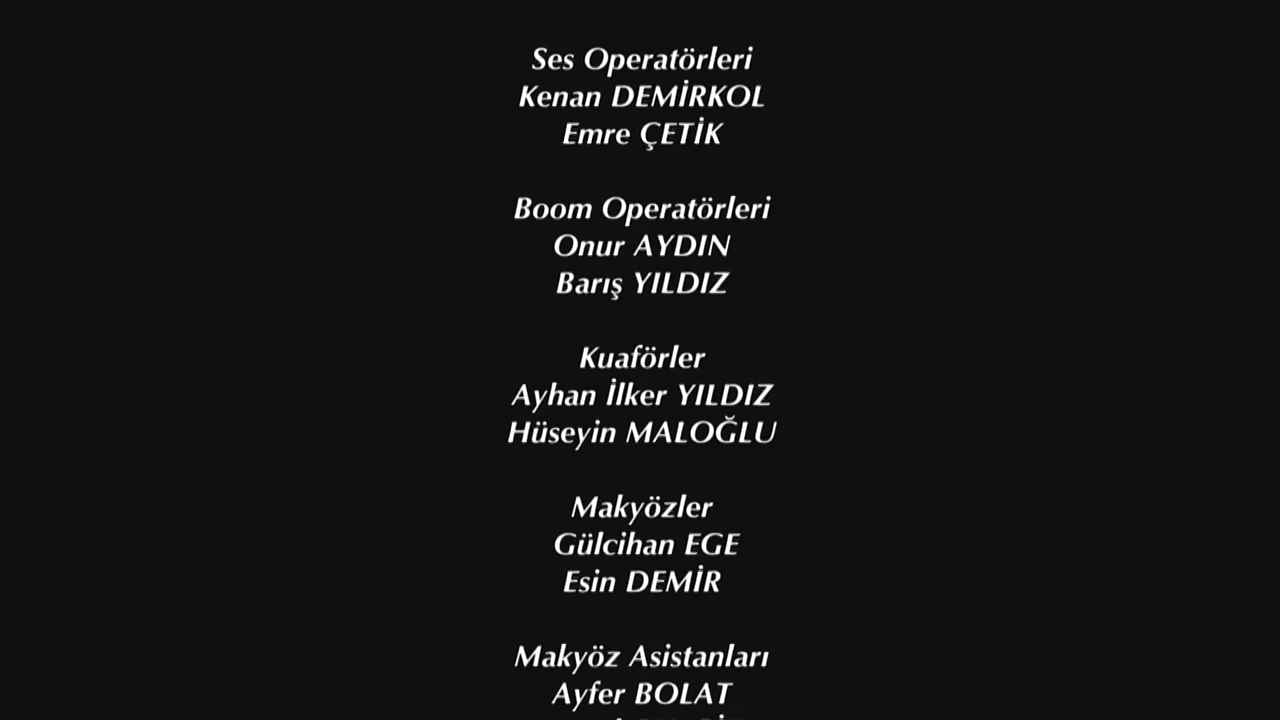 Ses Operatörleri
Kenan DEMİRKOL
Emre ÇETİK
Boom Operatörleri
Onur AYDIN
Barış YILDIZ
Kuaförler
Ayhan İlker YILDIZ
Hüseyin MALOĞLU
Makyözler
Gülcihan EGE
Esin DEMİR
Makyöz Asistanları
Ayfer BOLAT